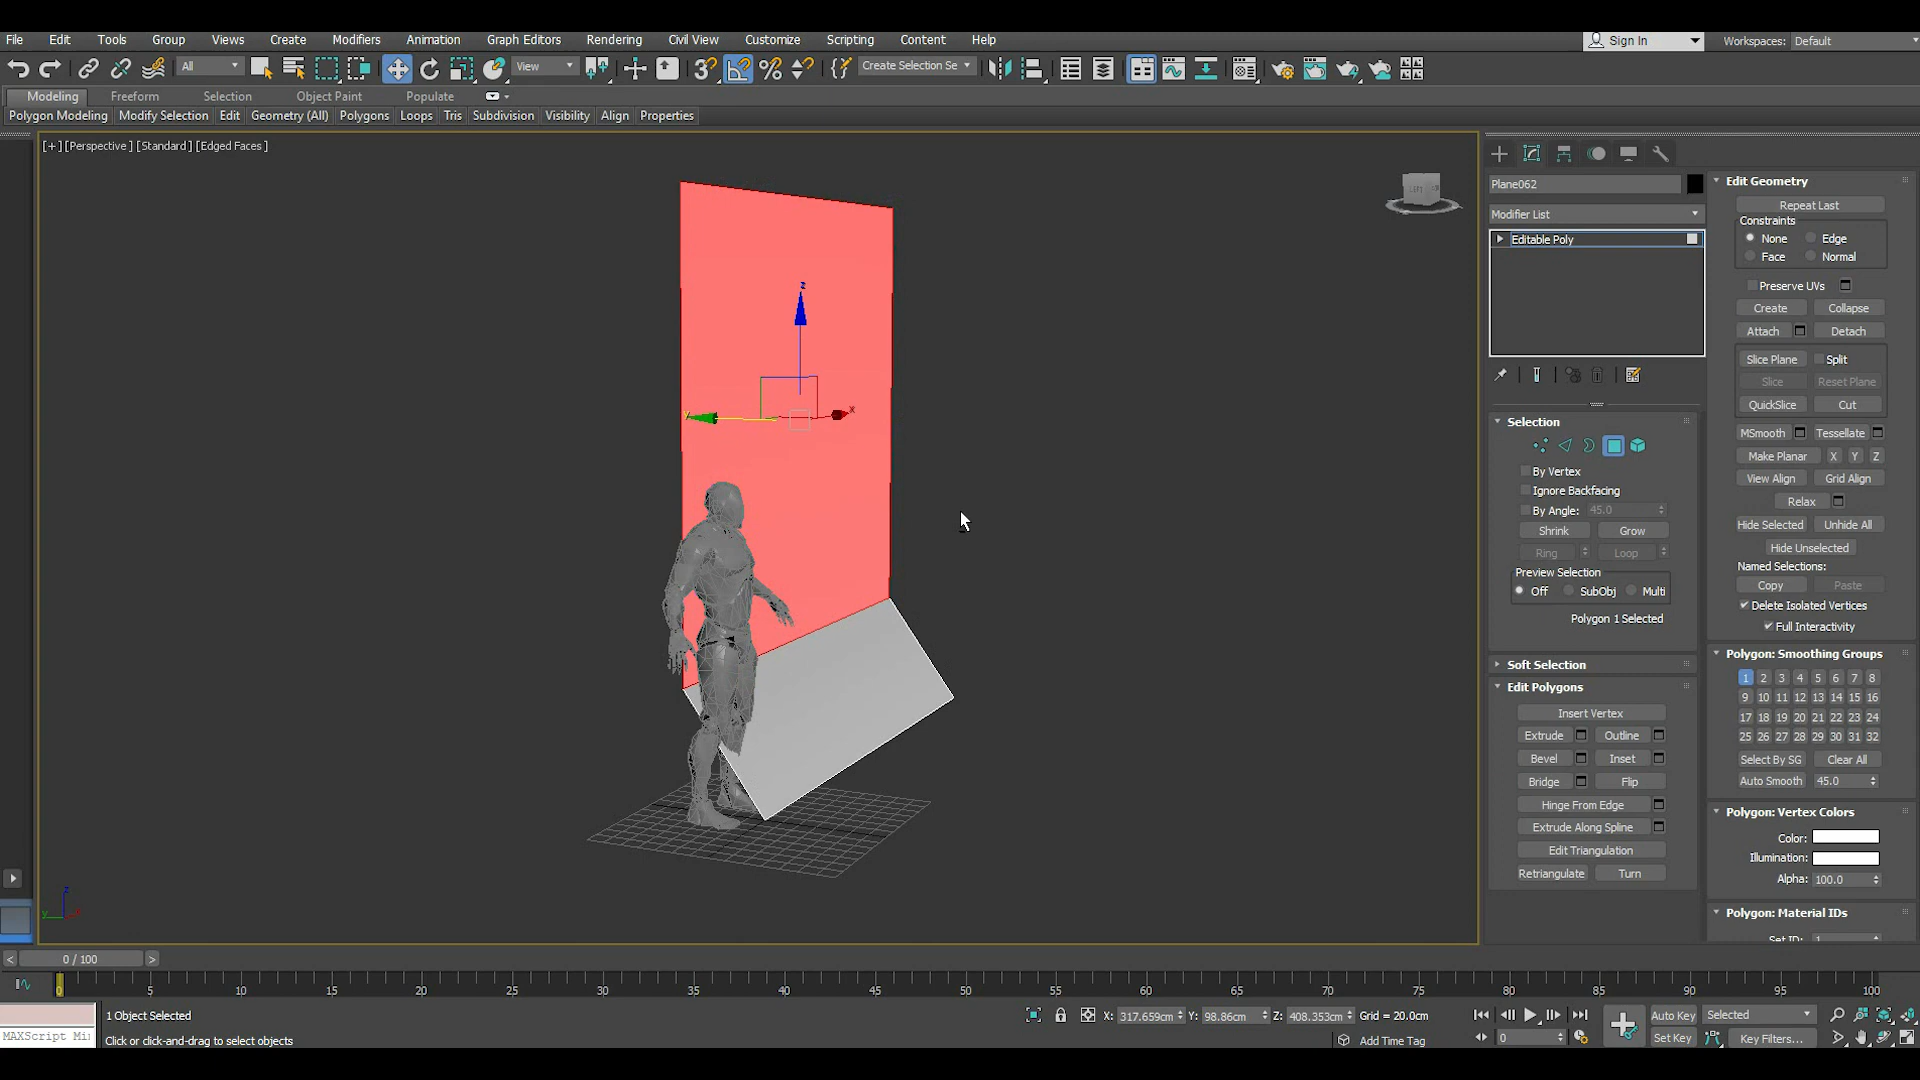 File Edit Tools Group Views Create Modifiers Animation Graph Editors Rendering Civil View Customize Scripting Content Help Sign In Workspaces: Default
All View Create Selection Se
Modeling Freeform Selection Object Paint Populate
Polygon Modeling Modify Selection Edit Geometry (All) Polygons Loops Tris Subdivision Visibility Align Properties
[+] [Perspective ] [Standard ] [Edged Faces ]
z
y
x
LEFT
Plane062
Modifier List
Editable Poly
Selection
By Vertex
Ignore Backfacing
By Angle: 45.0
Shrink Grow
Ring Loop
Preview Selection
Off SubObj Multi
Polygon 1 Selected
Soft Selection
Edit Polygons
Insert Vertex
Extrude Outline
Bevel Inset
Bridge Flip
Hinge From Edge
Extrude Along Spline
Edit Triangulation
Retriangulate Turn
Edit Geometry
Repeat Last
Constraints
None Edge
Face Normal
Preserve UVs
Create Collapse
Attach Detach
Slice Plane Split
Slice Reset Plane
QuickSlice Cut
MSmooth Tessellate
Make Planar X Y Z
View Align Grid Align
Relax
Hide Selected Unhide All
Hide Unselected
Named Selections:
Copy Paste
Delete Isolated Vertices
Full Interactivity
Polygon: Smoothing Groups
1 2 3 4 5 6 7 8
9 10 11 12 13 14 15 16
17 18 19 20 21 22 23 24
25 26 27 28 29 30 31 32
Select By SG Clear All
Auto Smooth 45.0
Polygon: Vertex Colors
Color:
Illumination:
Alpha: 100.0
Polygon: Material IDs
Set ID: 1
z
y
< 0 / 100 >
0 5 10 15 20 25 30 35 40 45 50 55 60 65 70 75 80 85 90 95 100
1 Object Selected X: 317.659cm Y: 98.86cm Z: 408.353cm Grid = 20.0cm Auto Key Selected
MAXScript Mi Click or click-and-drag to select objects Add Time Tag 0 Set Key Key Filters...